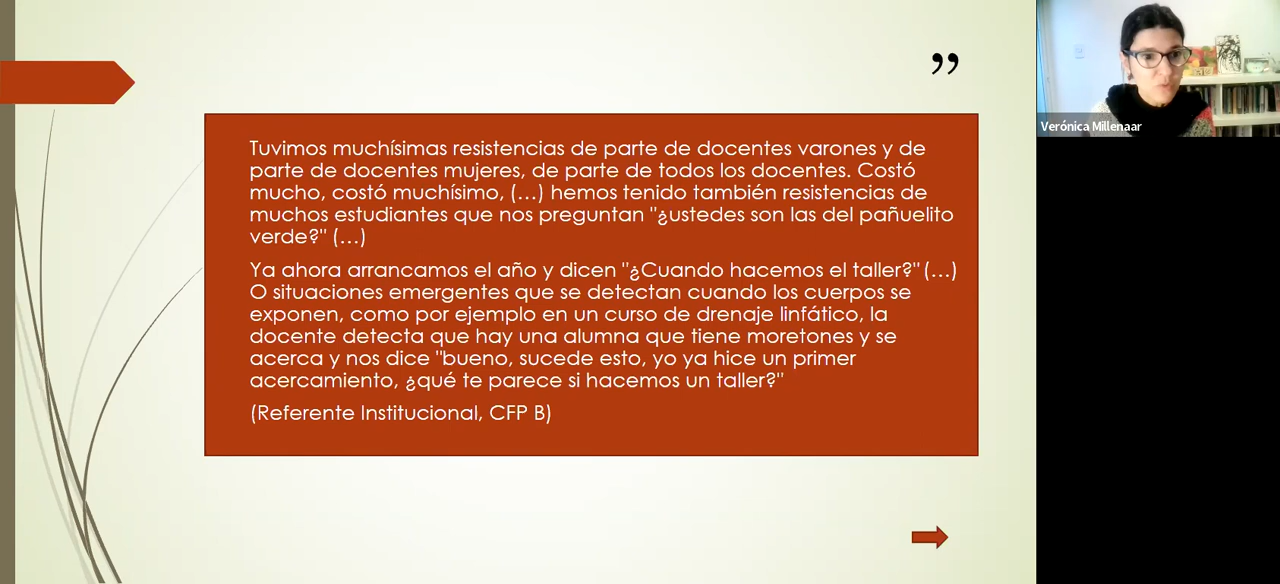 ”
Tuvimos muchísimas resistencias de parte de docentes varones y de
parte de docentes mujeres, de parte de todos los docentes. Costó
mucho, costó muchísimo, (…) hemos tenido también resistencias de
muchos estudiantes que nos preguntan "¿ustedes son las del pañuelito
verde?" (…)
Ya ahora arrancamos el año y dicen "¿Cuando hacemos el taller?" (…)
O situaciones emergentes que se detectan cuando los cuerpos se
exponen, como por ejemplo en un curso de drenaje linfático, la
docente detecta que hay una alumna que tiene moretones y se
acerca y nos dice "bueno, sucede esto, yo ya hice un primer
acercamiento, ¿qué te parece si hacemos un taller?"
(Referente Institucional, CFP B)
Verónica Millenaar